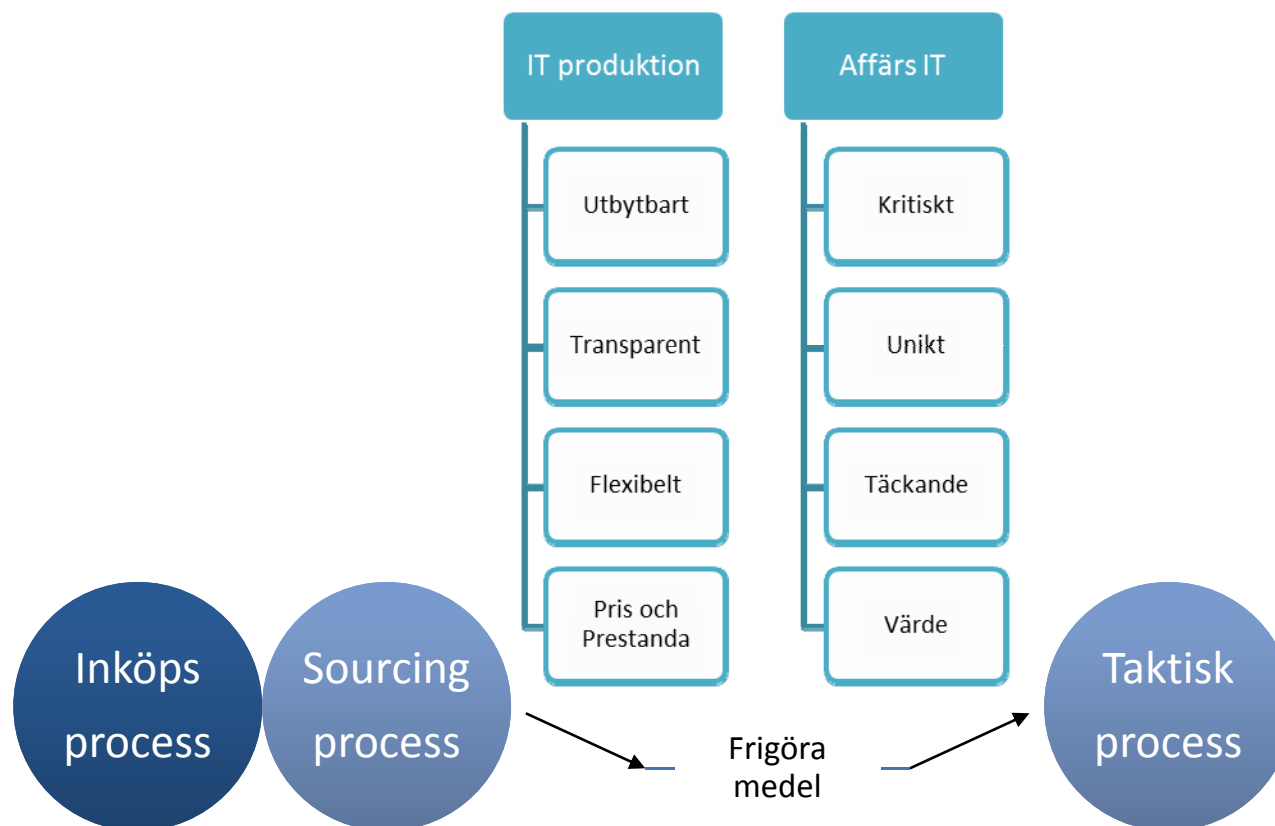 IT produktion
Affärs IT
Utbytbart
Kritiskt
Transparent
Unikt
Flexibelt
Täckande
Pris och
Prestanda
Värde
Inköps
process
Sourcing
process
Frigöra
medel
Taktisk
process